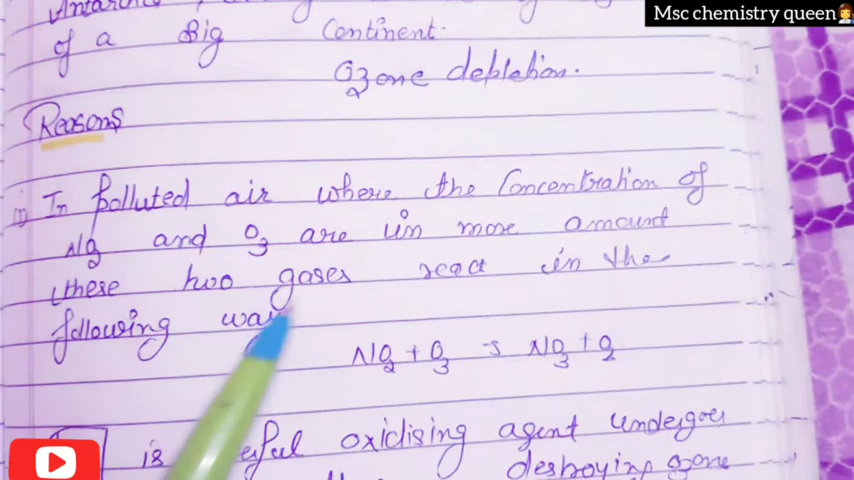 Msc chemistry queen👩‍🔬
of a Big Continent.
Ozone depletion.
Reasons
(i) In polluted air where the Concentration of
NO2 and O3 are in more amount
these two gases react in the
following way
NO2 + O3 → NO3 + O2
is oxidising agent undergoes
destroying ozone